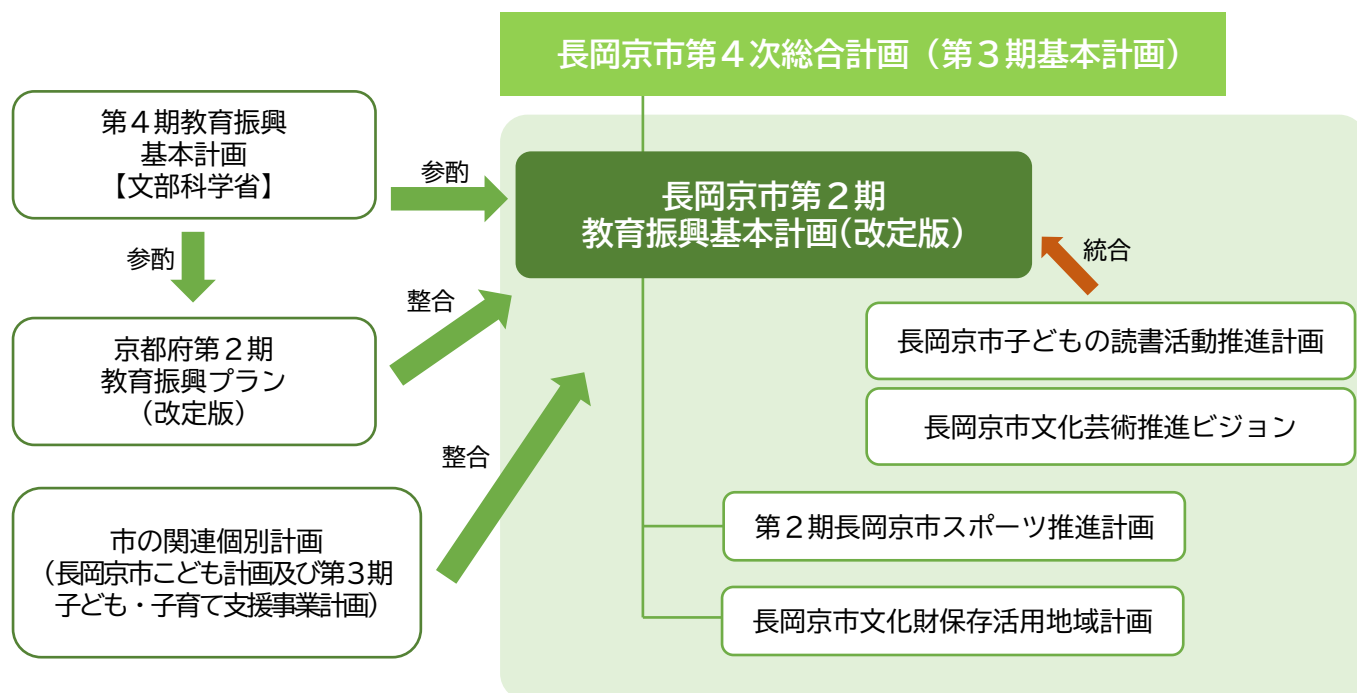 長岡京市第４次総合計画（第３期基本計画）
第４期教育振興
基本計画
【文部科学省】
参酌
長岡京市第２期
教育振興基本計画（改定版）
参酌
統合
整合
京都府第２期
教育振興プラン
（改定版）
長岡京市子どもの読書活動推進計画
長岡京市文化芸術推進ビジョン
整合
市の関連個別計画
（長岡京市こども計画及び第３期
子ども・子育て支援事業計画）
第２期長岡京市スポーツ推進計画
長岡京市文化財保存活用地域計画